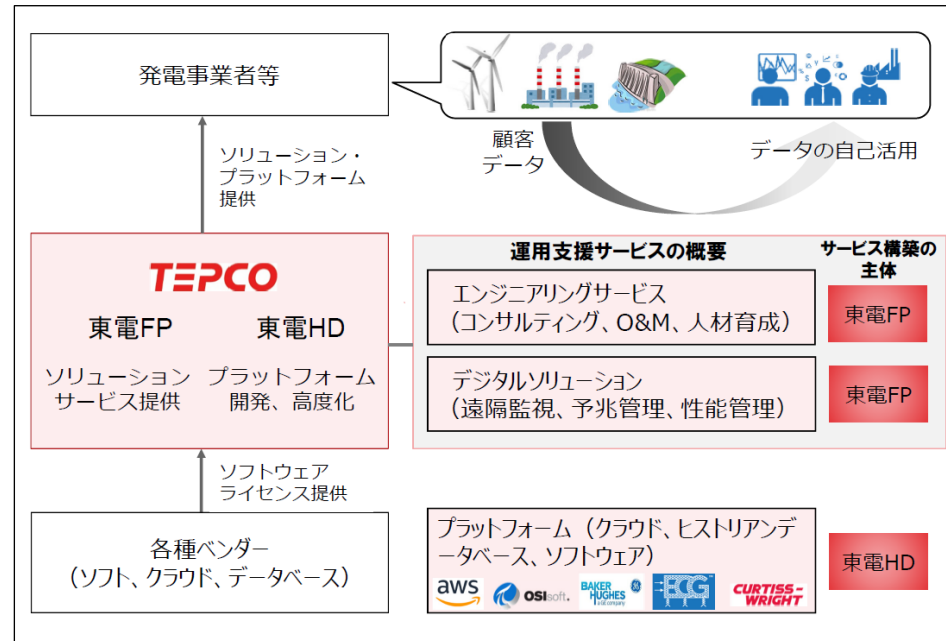 発電事業者等
顧客
データ
データの自己活用
ソリューション・
プラットフォーム
提供
TEPCO
東電FP
東電HD
ソリューション
サービス提供
プラットフォーム
開発、高度化
運用支援サービスの概要
サービス構築の
主体
エンジニアリングサービス
(コンサルティング、O&M、人材育成)
東電FP
デジタルソリューション
(遠隔監視、予兆管理、性能管理)
東電FP
ソフトウェア
ライセンス提供
各種ベンダー
(ソフト、クラウド、データベース)
プラットフォーム(クラウド、ヒストリアンデ
ータベース、ソフトウェア)
東電HD
aws
OSIsoft.
BAKER
HUGHES
ECG
CURTISS-
WRIGHT